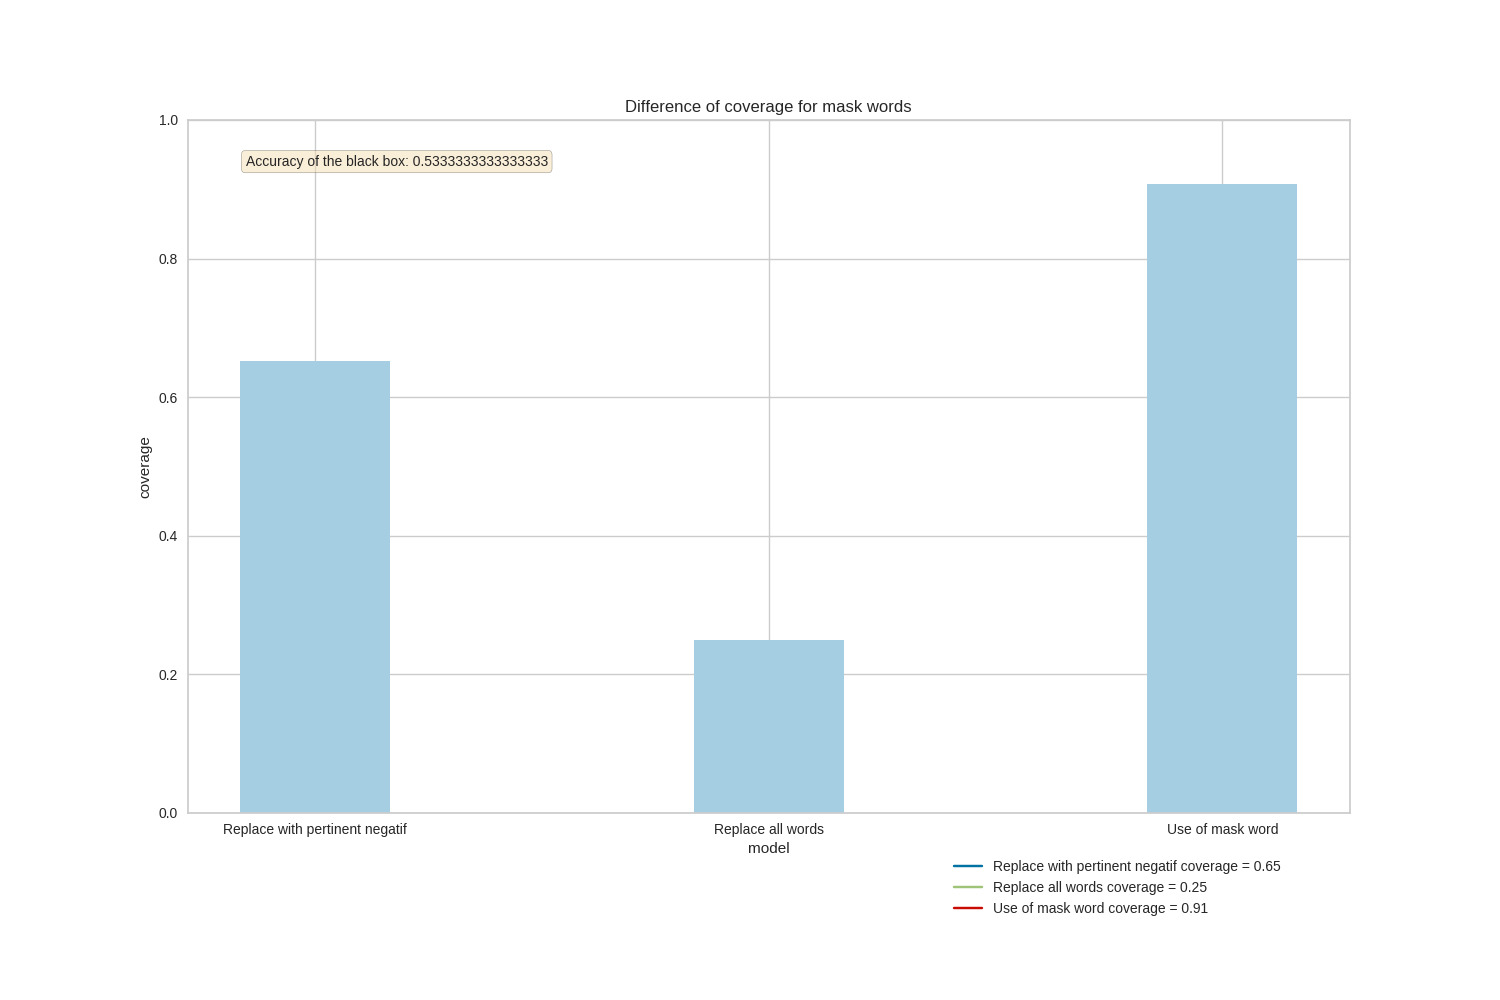 Difference of coverage for mask words
1.0
Accuracy of the black box: 0.5333333333333333
0.8
0.6
coverage
0.4
0.2
0.0
Replace with pertinent negatif
Replace all words
Use of mask word
model
Replace with pertinent negatif coverage = 0.65
Replace all words coverage = 0.25
Use of mask word coverage = 0.91